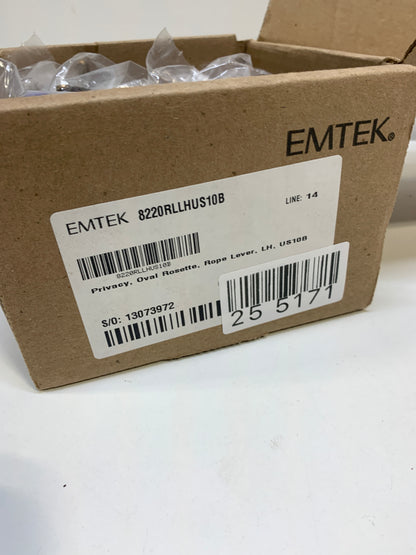 EMTEK®
EMTEK 8220RLLHUS10B
LINE: 14
8220RLLHUS10B
Privacy, Oval Rosette, Rope Lever, LH, US10B
S/O: 13073972
25 5171